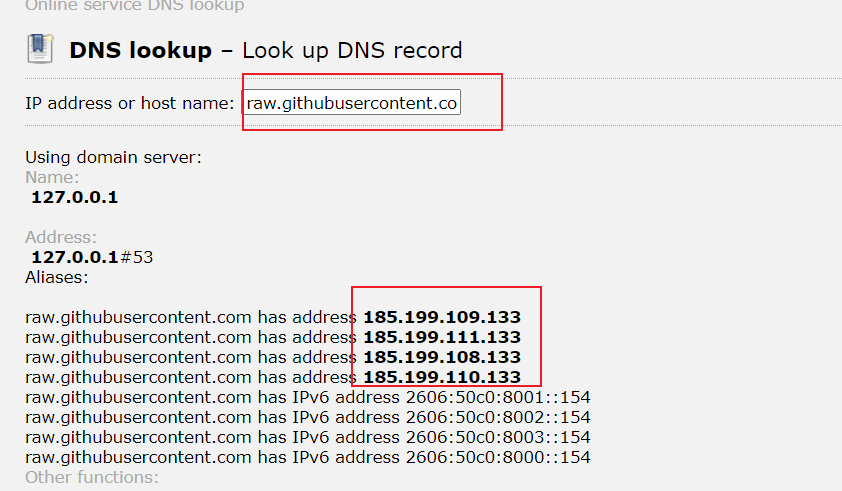 Online service DNS lookup
DNS lookup – Look up DNS record
IP address or host name: raw.githubusercontent.co
Using domain server:
Name:
127.0.0.1
Address:
127.0.0.1#53
Aliases:
raw.githubusercontent.com has address 185.199.109.133
raw.githubusercontent.com has address 185.199.111.133
raw.githubusercontent.com has address 185.199.108.133
raw.githubusercontent.com has address 185.199.110.133
raw.githubusercontent.com has IPv6 address 2606:50c0:8001::154
raw.githubusercontent.com has IPv6 address 2606:50c0:8002::154
raw.githubusercontent.com has IPv6 address 2606:50c0:8003::154
raw.githubusercontent.com has IPv6 address 2606:50c0:8000::154
Other functions: